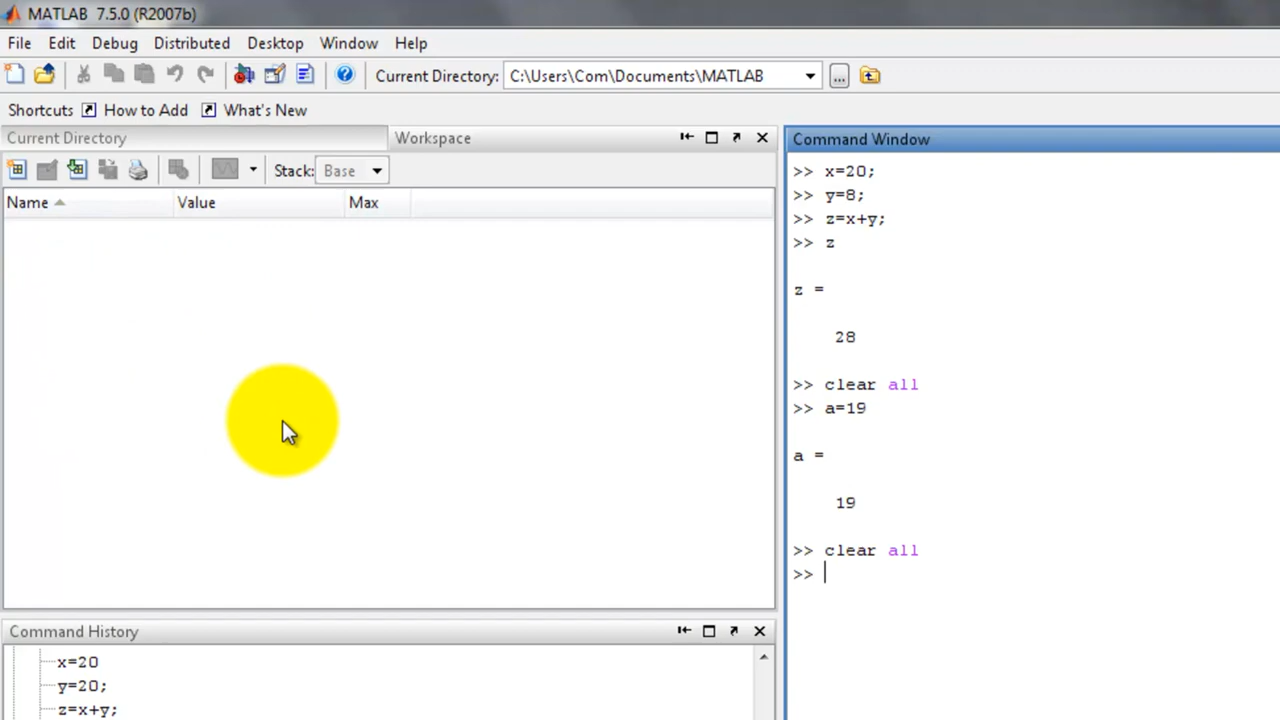 MATLAB 7.5.0 (R2007b)
File Edit Debug Distributed Desktop Window Help
Current Directory: C:\Users\Com\Documents\MATLAB ...
Shortcuts How to Add What's New
Current Directory Workspace
Stack: Base
Name Value Max
Command Window
>> x=20;
>> y=8;
>> z=x+y;
>> z
z =
28
>> clear all
>> a=19
a =
19
>> clear all
>>
Command History
x=20
y=20;
z=x+y;